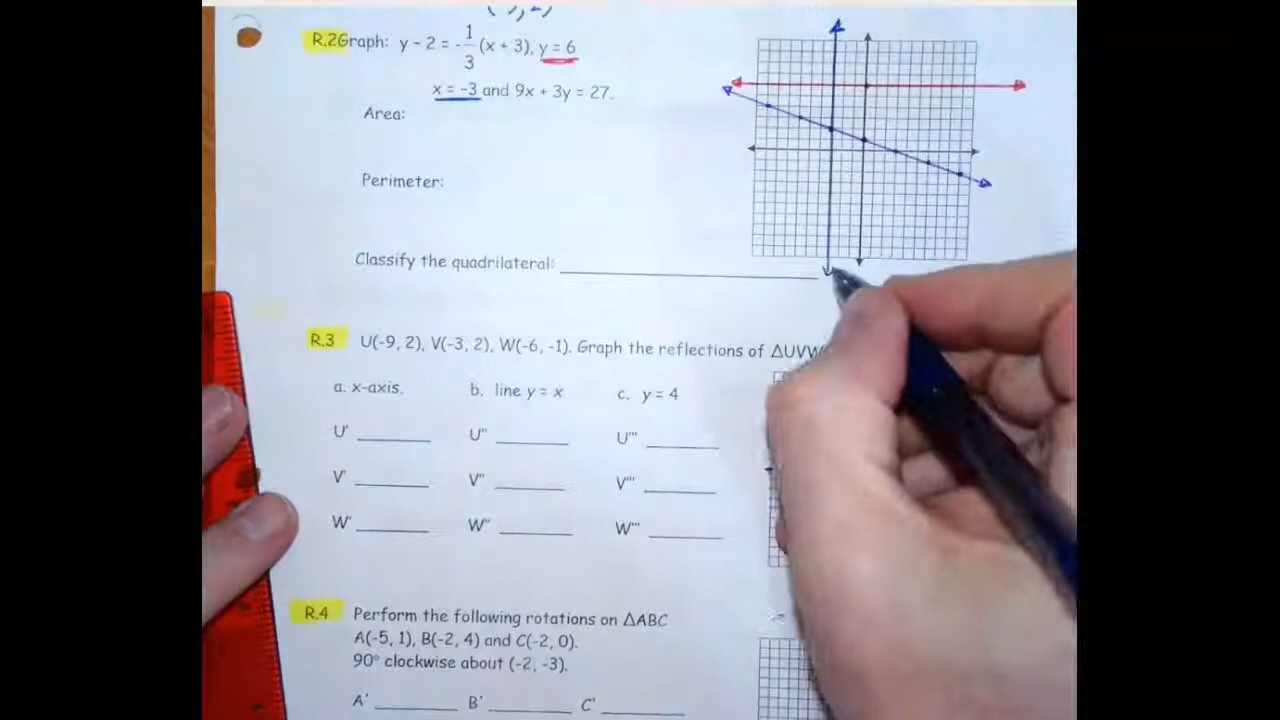 R.2Graph: y - 2 = -1/3 (x + 3), y = 6
x = -3 and 9x + 3y = 27.
Area:
Perimeter:
Classify the quadrilateral:
R.3 U(-9, 2), V(-3, 2), W(-6, -1). Graph the reflections of ΔUVW
a. x-axis. b. line y = x c. y = 4
U' U" U'''
V' V" V'''
W' W" W'''
R.4 Perform the following rotations on ΔABC
A(-5, 1), B(-2, 4) and C(-2, 0).
90° clockwise about (-2, -3).
A' B' C'